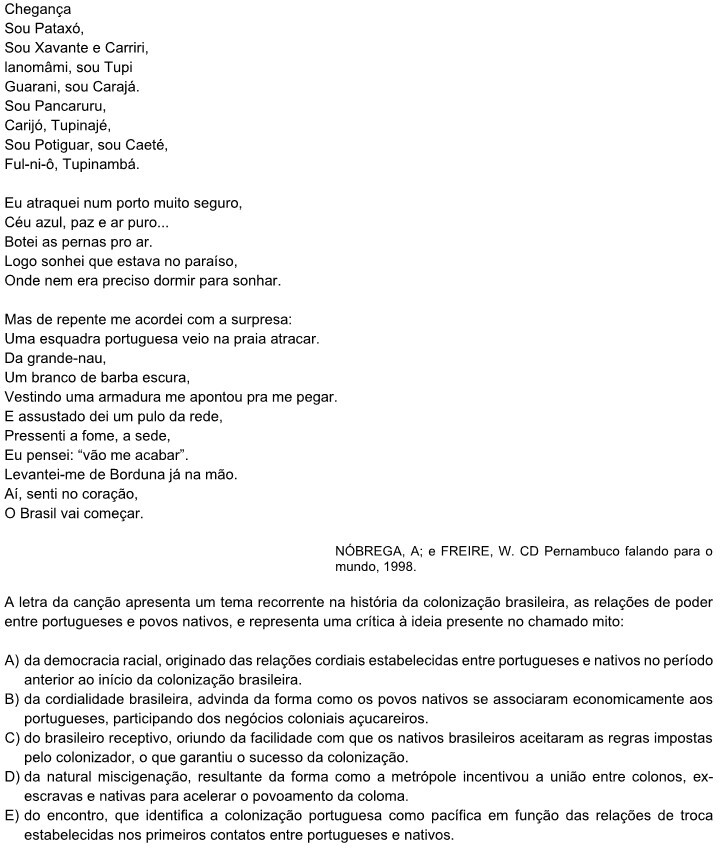 Chegança
Sou Pataxó,
Sou Xavante e Carriri,
Ianomâmi, sou Tupi
Guarani, sou Carajá.
Sou Pancaruru,
Carijó, Tupinajé,
Sou Potiguar, sou Caeté,
Ful-ni-ô, Tupinambá.
Eu atraquei num porto muito seguro,
Céu azul, paz e ar puro...
Botei as pernas pro ar.
Logo sonhei que estava no paraíso,
Onde nem era preciso dormir para sonhar.
Mas de repente me acordei com a surpresa:
Uma esquadra portuguesa veio na praia atracar.
Da grande-nau,
Um branco de barba escura,
Vestindo uma armadura me apontou pra me pegar.
E assustado dei um pulo da rede,
Pressenti a fome, a sede,
Eu pensei: “vão me acabar”.
Levantei-me de Borduna já na mão.
Aí, senti no coração,
O Brasil vai começar.
NÓBREGA, A; e FREIRE, W. CD Pernambuco falando para o
mundo, 1998.
A letra da canção apresenta um tema recorrente na história da colonização brasileira, as relações de poder
entre portugueses e povos nativos, e representa uma crítica à ideia presente no chamado mito:
A) da democracia racial, originado das relações cordiais estabelecidas entre portugueses e nativos no período
anterior ao início da colonização brasileira.
B) da cordialidade brasileira, advinda da forma como os povos nativos se associaram economicamente aos
portugueses, participando dos negócios coloniais açucareiros.
C) do brasileiro receptivo, oriundo da facilidade com que os nativos brasileiros aceitaram as regras impostas
pelo colonizador, o que garantiu o sucesso da colonização.
D) da natural miscigenação, resultante da forma como a metrópole incentivou a união entre colonos, ex-
escravas e nativas para acelerar o povoamento da coloma.
E) do encontro, que identifica a colonização portuguesa como pacífica em função das relações de troca
estabelecidas nos primeiros contatos entre portugueses e nativos.